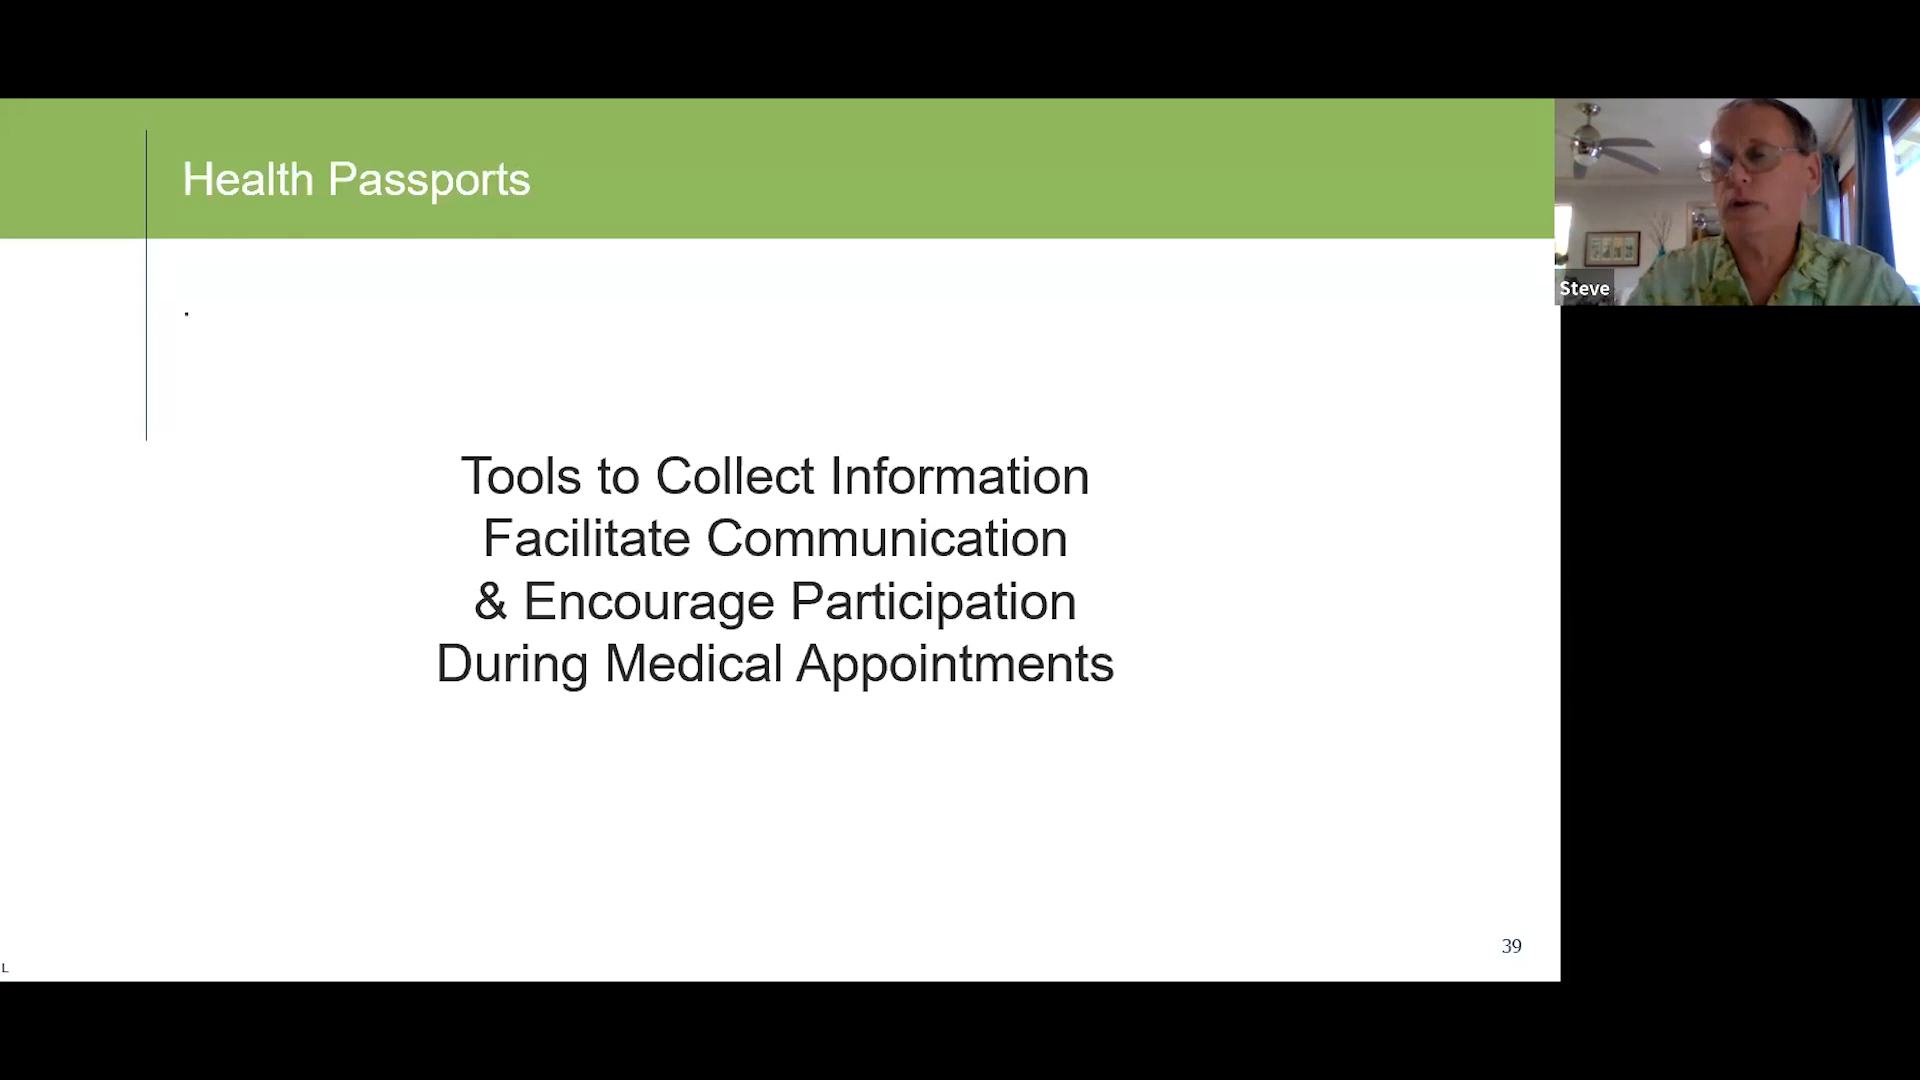 Health Passports
.
Tools to Collect Information
Facilitate Communication
& Encourage Participation
During Medical Appointments
39
L
Steve